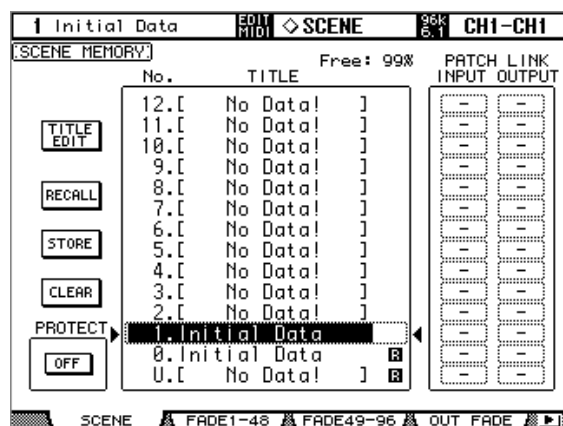 1 Initial Data EDIT MIDI ◇SCENE 96K 6.1 CH1-CH1
SCENE MEMORY
Free: 99% PATCH LINK
No. TITLE INPUT OUTPUT
12.[ No Data! ] - -
11.[ No Data! ] - -
TITLE EDIT
10.[ No Data! ] - -
9.[ No Data! ] - -
RECALL
8.[ No Data! ] - -
7.[ No Data! ] - -
6.[ No Data! ] - -
STORE
5.[ No Data! ] - -
4.[ No Data! ] - -
CLEAR
3.[ No Data! ] - -
2.[ No Data! ] - -
PROTECT
1.Initial Data - -
OFF
0.Initial Data R - -
U.[ No Data! ] R - -
SCENE FADE1-48 FADE49-96 OUT FADE